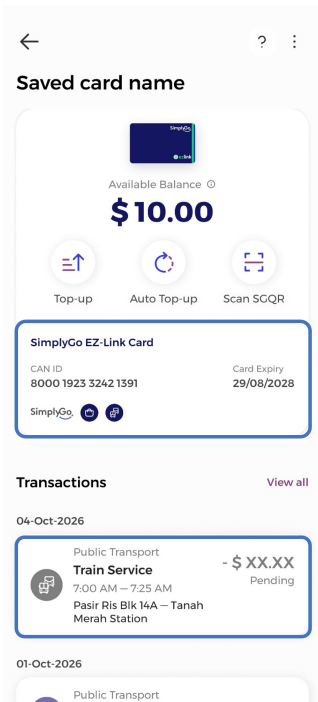 ?
Saved card name
SimplyGo
ezlink
Available Balance
$10.00
Top-up Auto Top-up Scan SGQR
SimplyGo EZ-Link Card
CAN ID Card Expiry
8000 1923 3242 1391 29/08/2028
SimplyGo.
Transactions View all
04-Oct-2026
Public Transport
Train Service - $ XX.XX
7:00 AM — 7:25 AM Pending
Pasir Ris Blk 14A — Tanah
Merah Station
01-Oct-2026
Public Transport